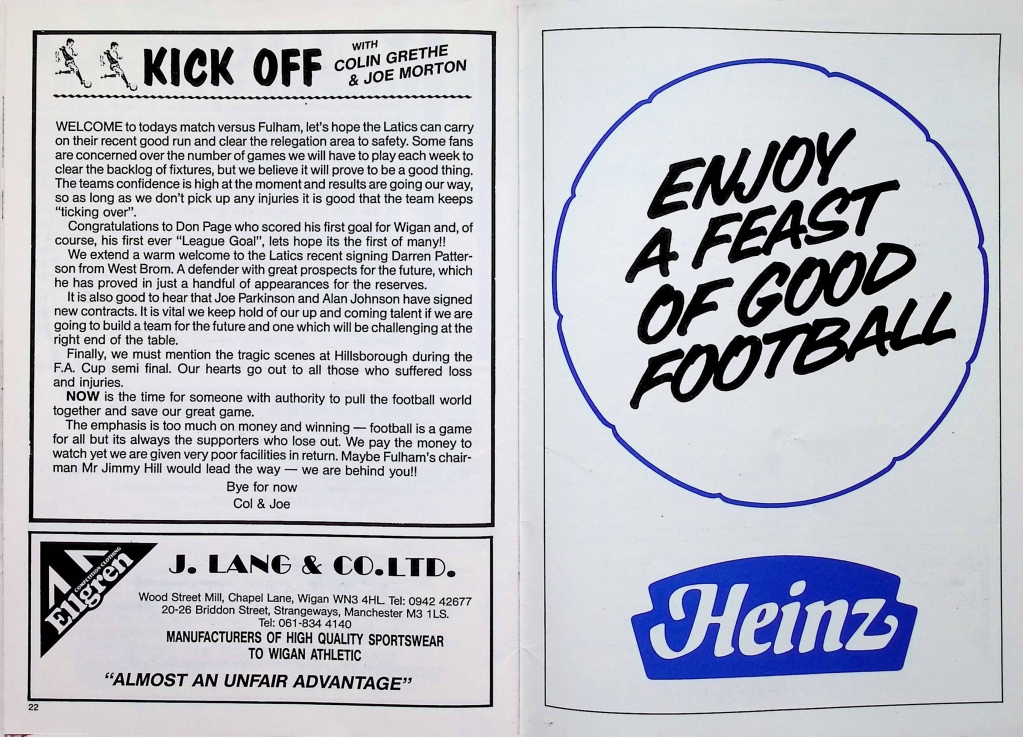 KICK OFF
WITH
COLIN GRETHE
& JOE MORTON
WELCOME to todays match versus Fulham, let's hope the Latics can carry
on their recent good run and clear the relegation area to safety. Some fans
are concerned over the number of games we will have to play each week to
clear the backlog of fixtures, but we believe it will prove to be a good thing.
The teams confidence is high at the moment and results are going our way,
so as long as we don't pick up any injuries it is good that the team keeps
"ticking over".
Congratulations to Don Page who scored his first goal for Wigan and, of
course, his first ever "League Goal", lets hope its the first of many!!
We extend a warm welcome to the Latics recent signing Darren Patter-
son from West Brom. A defender with great prospects for the future, which
he has proved in just a handful of appearances for the reserves.
It is also good to hear that Joe Parkinson and Alan Johnson have signed
new contracts. It is vital we keep hold of our up and coming talent if we are
going to build a team for the future and one which will be challenging at the
right end of the table.
Finally, we must mention the tragic scenes at Hillsborough during the
F.A. Cup semi final. Our hearts go out to all those who suffered loss
and injuries.
NOW is the time for someone with authority to pull the football world
together and save our great game.
The emphasis is too much on money and winning — football is a game
for all but its always the supporters who lose out. We pay the money to
watch yet we are given very poor facilities in return. Maybe Fulham's chair-
man Mr Jimmy Hill would lead the way — we are behind you!!
Bye for now
Col & Joe
COMPETITION CLOTHING
Ellgren
J. LANG & CO. LTD.
Wood Street Mill, Chapel Lane, Wigan WN3 4HL. Tel: 0942 42677
20-26 Briddon Street, Strangeways, Manchester M3 1LS.
Tel: 061-834 4140
MANUFACTURERS OF HIGH QUALITY SPORTSWEAR
TO WIGAN ATHLETIC
"ALMOST AN UNFAIR ADVANTAGE"
22
ENJOY
A FEAST
OF GOOD
FOOTBALL
Heinz